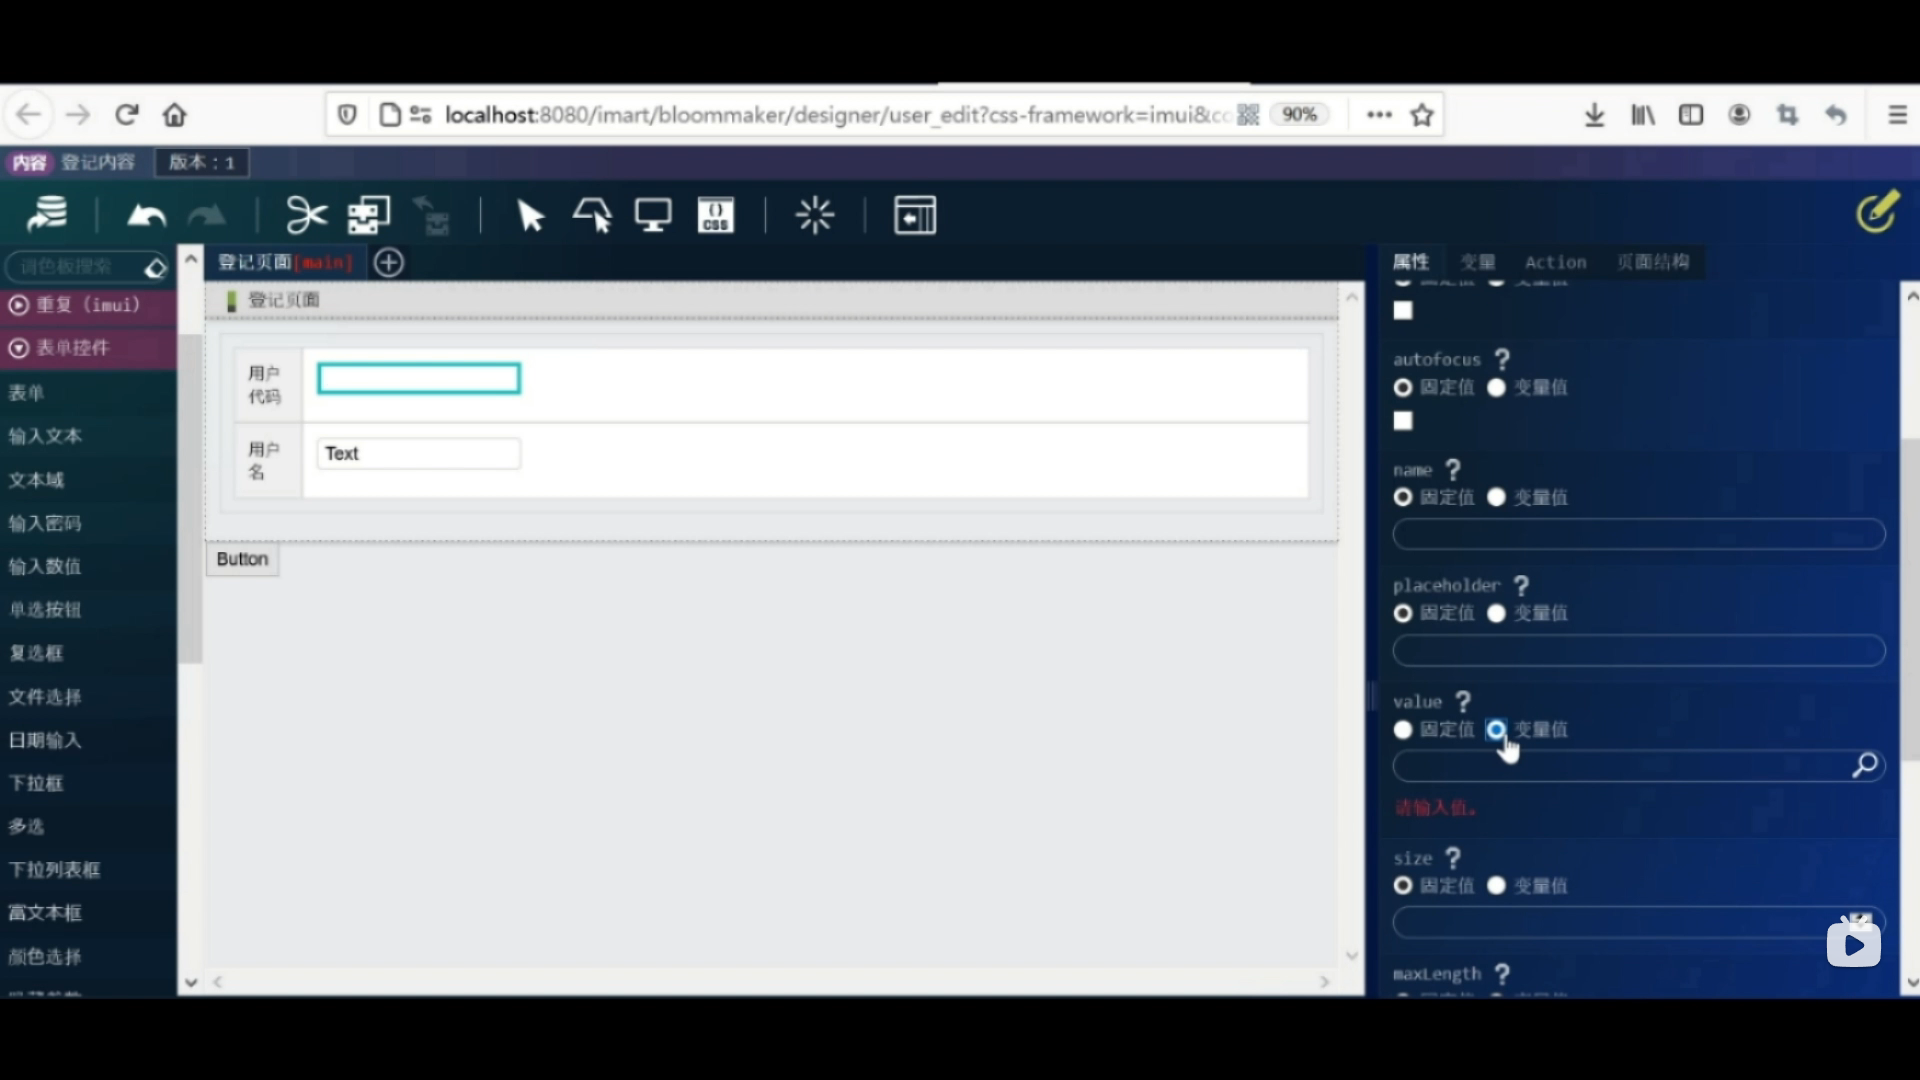 localhost:8080/imart/bloommaker/designer/user_edit?css-framework=imui&co
90%
内容 登记内容 版本：1
{} CSS
调色板搜索
重复（imui）
表单控件
表单
输入文本
文本域
输入密码
输入数值
单选按钮
复选框
文件选择
日期输入
下拉框
多选
下拉列表框
富文本框
颜色选择
登记页面[main]
登记页面
用户
代码
用户
名
Text
Button
属性 变量 Action 页面结构
autofocus ?
固定值 变量值
name ?
固定值 变量值
placeholder ?
固定值 变量值
value ?
固定值 变量值
请输入值。
size ?
固定值 变量值
maxLength ?